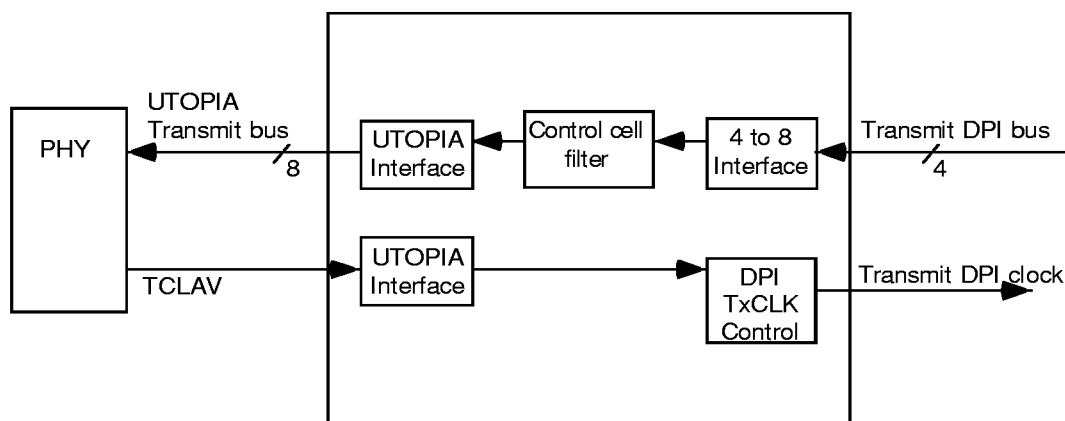 UTOPIA
Transmit bus
8
PHY
UTOPIA
Interface
Control cell
filter
4 to 8
Interface
Transmit DPI bus
4
TCLAV
UTOPIA
Interface
DPI
TxCLK
Control
Transmit DPI clock